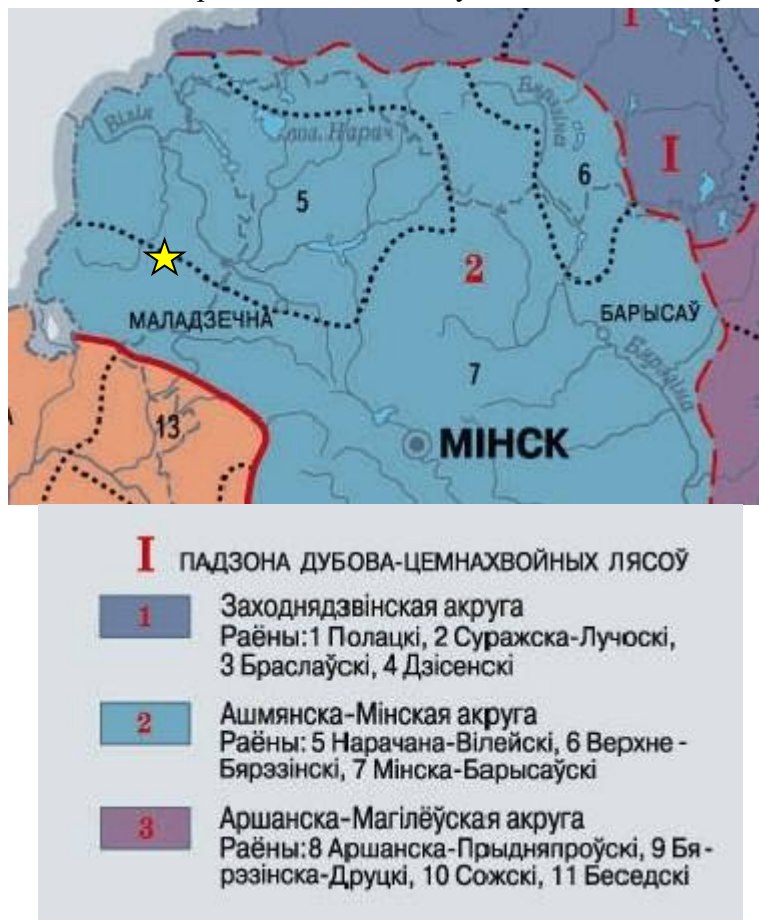 I
Вілія
Бярэзіна
воз. Нарач
I
6
5
2
МАЛАДЗЕЧНА
БАРЫСАЎ
Бярэзіна
7
13
МІНСК
I ПАДЗОНА ДУБОВА-ЦЕМНАХВОЙНЫХ ЛЯСОЎ
1 Заходнядзвінская акруга
Раёны:1 Полацкі, 2 Суражска-Лучоскі,
3 Браслаўскі, 4 Дзісенскі
2 Ашмянска-Мінская акруга
Раёны: 5 Нарачана-Вілейскі, 6 Верхне -
Бярэзінскі, 7 Мінска-Барысаўскі
3 Аршанска-Магілёўская акруга
Раёны:8 Аршанска-Прыдняпроўскі, 9 Бя-
рэзінска-Друцкі, 10 Сожскі, 11 Беседскі